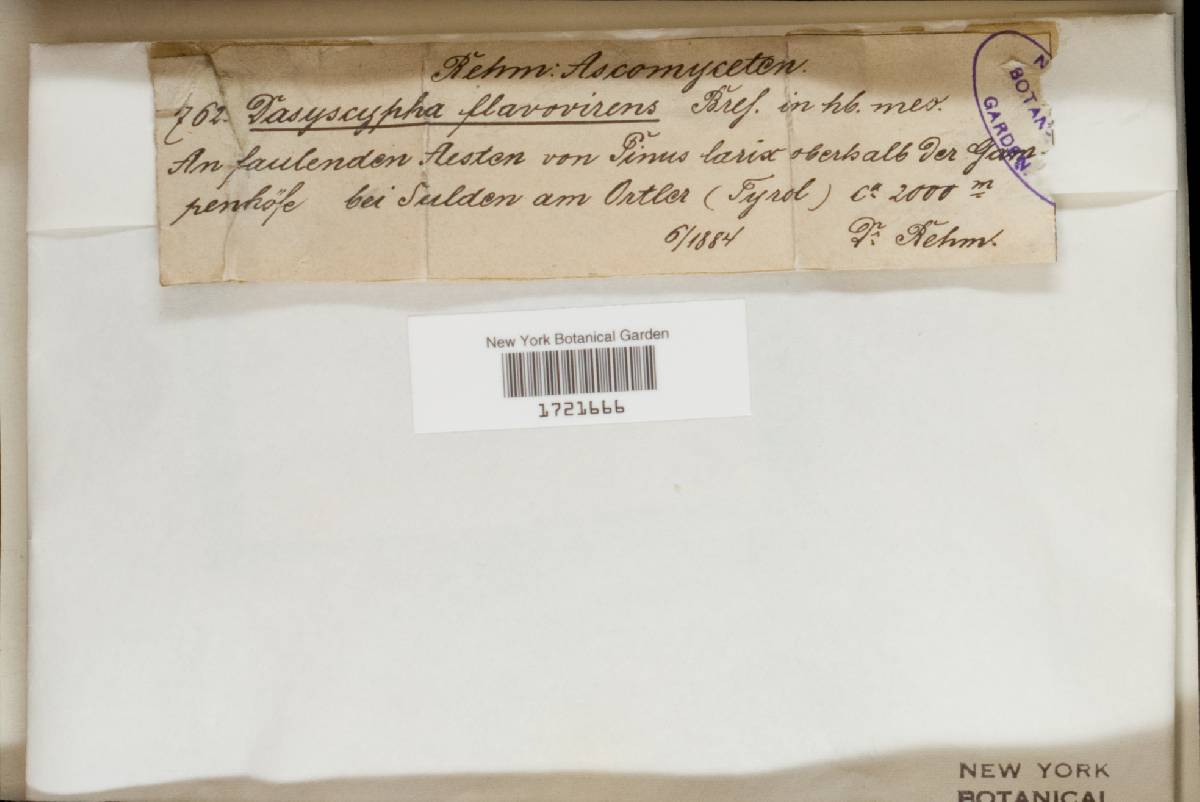 Rehm: Ascomyceten.
762. Dasyscypha flavovirens Bres. in hb. meo.
An faulenden Aesten von Pinus larix oberhalb der Gam
penhöfe bei Sulden am Ortler (Tyrol) ca 2000 m
6/1884 Dr. Rehm.
N
BOTAN
GARDEN.
New York Botanical Garden
1721666
NEW YORK
BOTANICAL